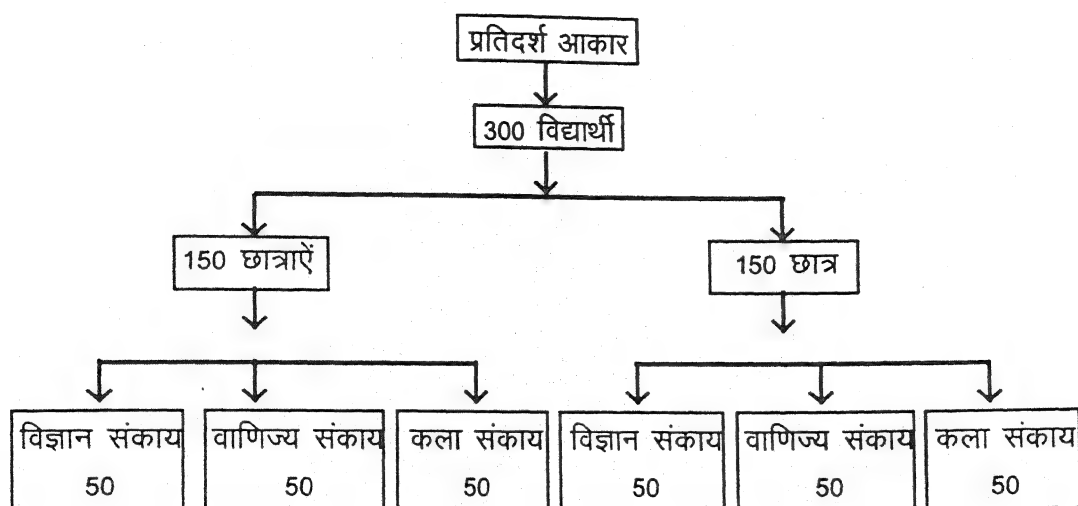 प्रतिदर्श आकार
300 विद्यार्थी
150 छात्राऐं
150 छात्र
विज्ञान संकाय
50
वाणिज्य संकाय
50
कला संकाय
50
विज्ञान संकाय
50
वाणिज्य संकाय
50
कला संकाय
50